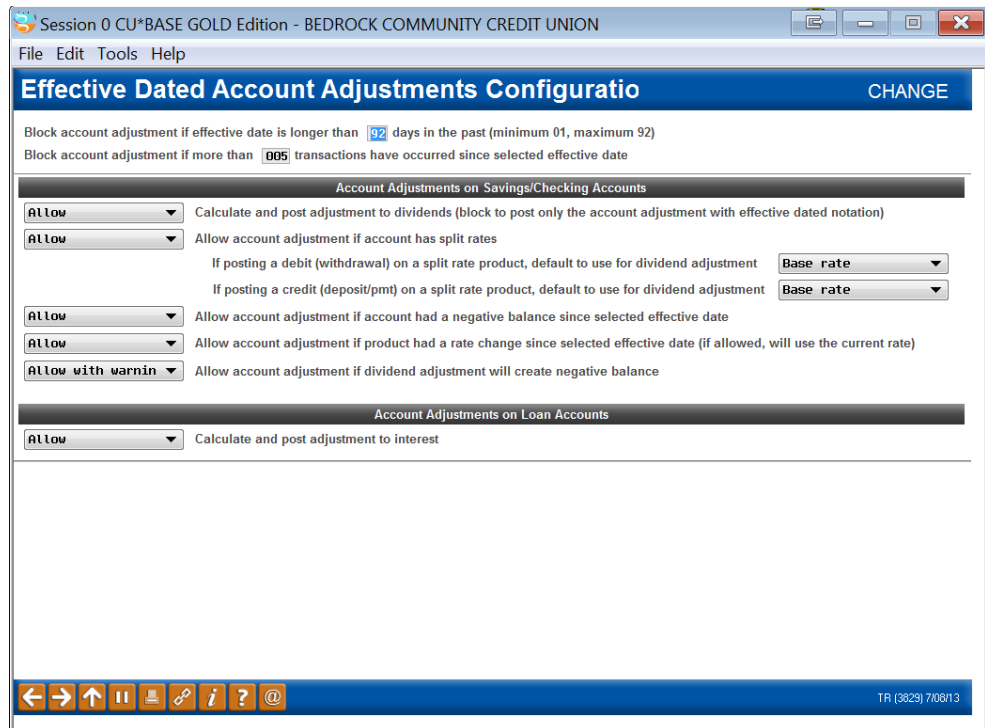 Session 0 CU*BASE GOLD Edition - BEDROCK COMMUNITY CREDIT UNION
File Edit Tools Help
Effective Dated Account Adjustments Configuratio CHANGE
Block account adjustment if effective date is longer than 92 days in the past (minimum 01, maximum 92)
Block account adjustment if more than 005 transactions have occurred since selected effective date
Account Adjustments on Savings/Checking Accounts
Allow Calculate and post adjustment to dividends (block to post only the account adjustment with effective dated notation)
Allow Allow account adjustment if account has split rates
If posting a debit (withdrawal) on a split rate product, default to use for dividend adjustment Base rate
If posting a credit (deposit/pmt) on a split rate product, default to use for dividend adjustment Base rate
Allow Allow account adjustment if account had a negative balance since selected effective date
Allow Allow account adjustment if product had a rate change since selected effective date (if allowed, will use the current rate)
Allow with warnin Allow account adjustment if dividend adjustment will create negative balance
Account Adjustments on Loan Accounts
Allow Calculate and post adjustment to interest
i ? @ TR (3829) 7/08/13